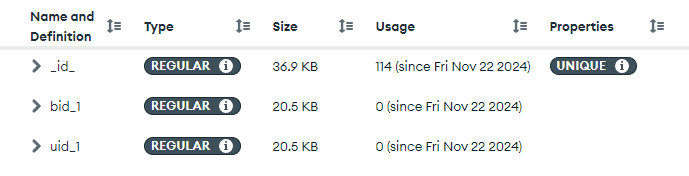 Name and Definition Type Size Usage Properties
_id_ REGULAR 36.9 KB 114 (since Fri Nov 22 2024) UNIQUE
bid_1 REGULAR 20.5 KB 0 (since Fri Nov 22 2024)
uid_1 REGULAR 20.5 KB 0 (since Fri Nov 22 2024)